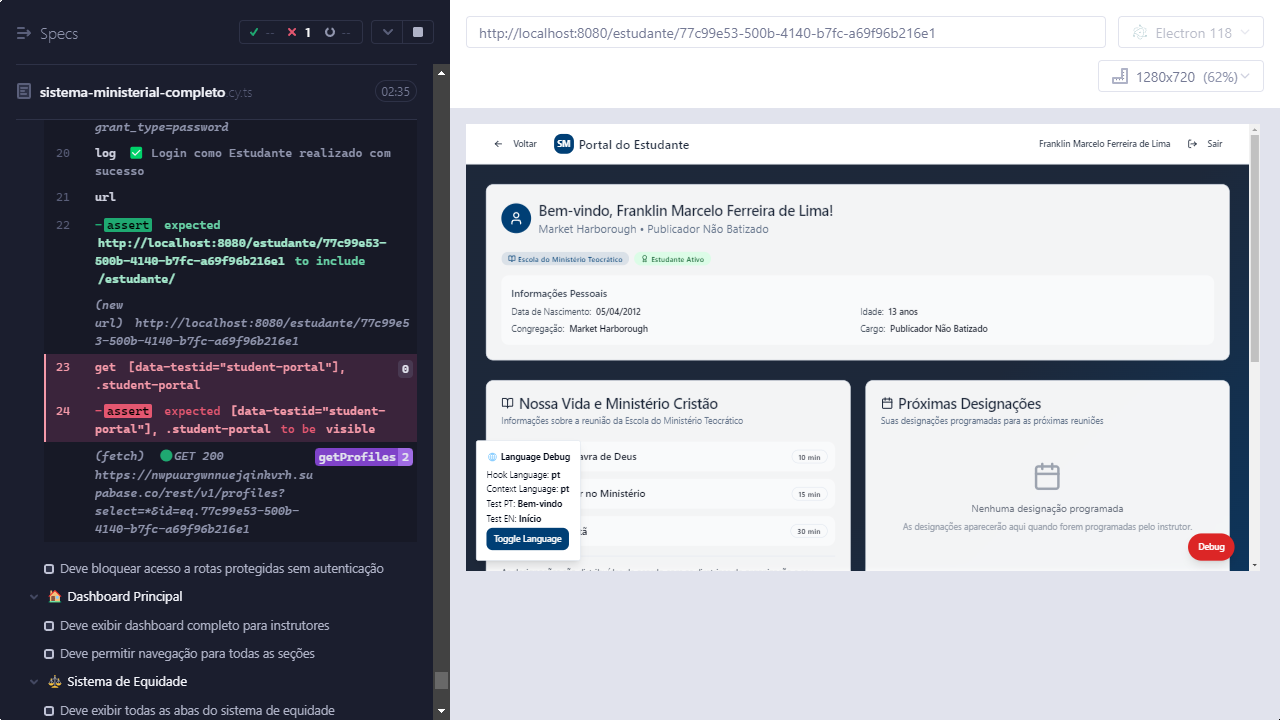 Specs
--
1
--
sistema-ministerial-completo.cy.ts
02:35
grant_type=password
20 log ✅ Login como Estudante realizado com
sucesso
21 url
22 -assert expected
http://localhost:8080/estudante/77c99e53-
500b-4140-b7fc-a69f96b216e1 to include
/estudante/
(new
url) http://localhost:8080/estudante/77c99e5
3-500b-4140-b7fc-a69f96b216e1
23 get [data-testid="student-portal"], 0
.student-portal
24 -assert expected [data-testid="student-
portal"], .student-portal to be visible
(fetch) GET 200 getProfiles 2
https://nwpuurgwnnuejqinkvrh.su
pabase.co/rest/v1/profiles?
select=*&id=eq.77c99e53-500b-
4140-b7fc-a69f96b216e1
Deve bloquear acesso a rotas protegidas sem autenticação
🏠 Dashboard Principal
Deve exibir dashboard completo para instrutores
Deve permitir navegação para todas as seções
⚖️ Sistema de Equidade
Deve exibir todas as abas do sistema de equidade
http://localhost:8080/estudante/77c99e53-500b-4140-b7fc-a69f96b216e1
Electron 118
1280x720 (62%)
Voltar
SM Portal do Estudante
Franklin Marcelo Ferreira de Lima
Sair
Bem-vindo, Franklin Marcelo Ferreira de Lima!
Market Harborough • Publicador Não Batizado
Escola do Ministério Teocrático
Estudante Ativo
Informações Pessoais
Data de Nascimento: 05/04/2012
Idade: 13 anos
Congregação: Market Harborough
Cargo: Publicador Não Batizado
Nossa Vida e Ministério Cristão
Informações sobre a reunião da Escola do Ministério Teocrático
avra de Deus
10 min
r no Ministério
15 min
tã
30 min
Próximas Designações
Suas designações programadas para as próximas reuniões
Nenhuma designação programada
As designações aparecerão aqui quando forem programadas pelo instrutor.
🌐 Language Debug
Hook Language: pt
Context Language: pt
Test PT: Bem-vindo
Test EN: Início
Toggle Language
Debug